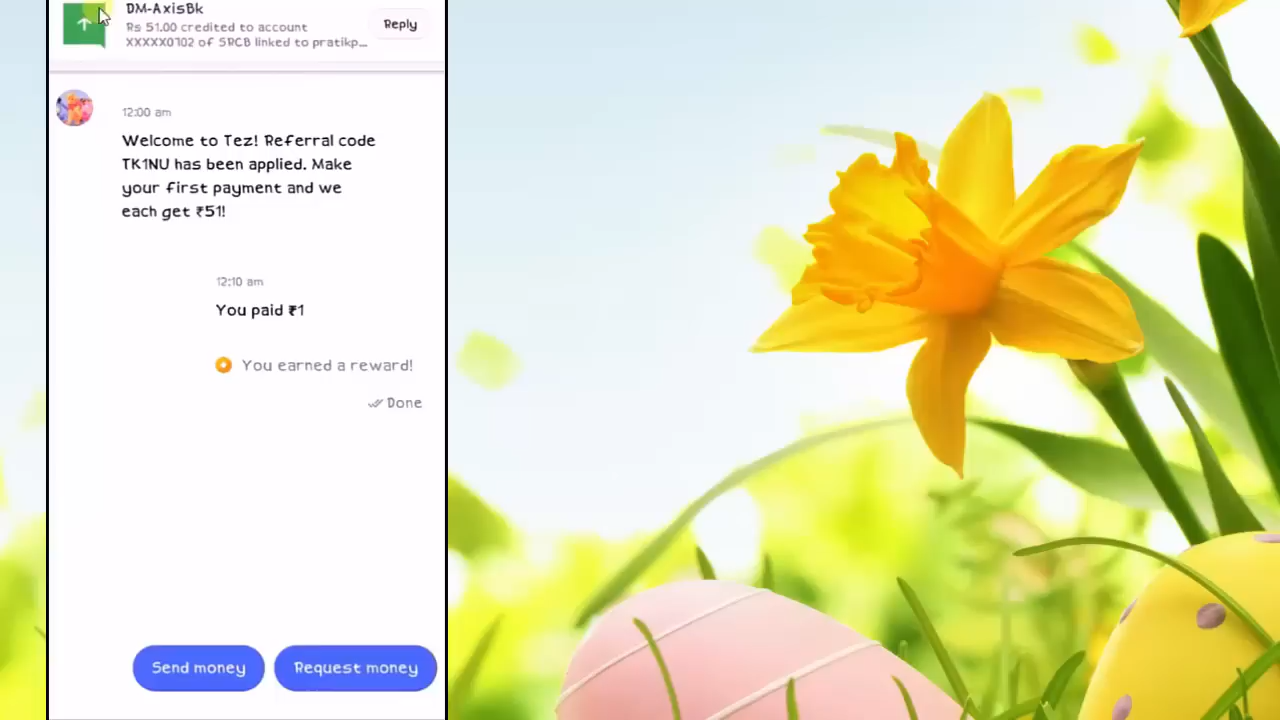 DM-AxisBk
Rs 51.00 credited to account
XXXXX0702 of SRCB linked to pratikp...
Reply
12:00 am
Welcome to Tez! Referral code
TK1NU has been applied. Make
your first payment and we
each get ₹51!
12:10 am
You paid ₹1
You earned a reward!
Done
Send money
Request money